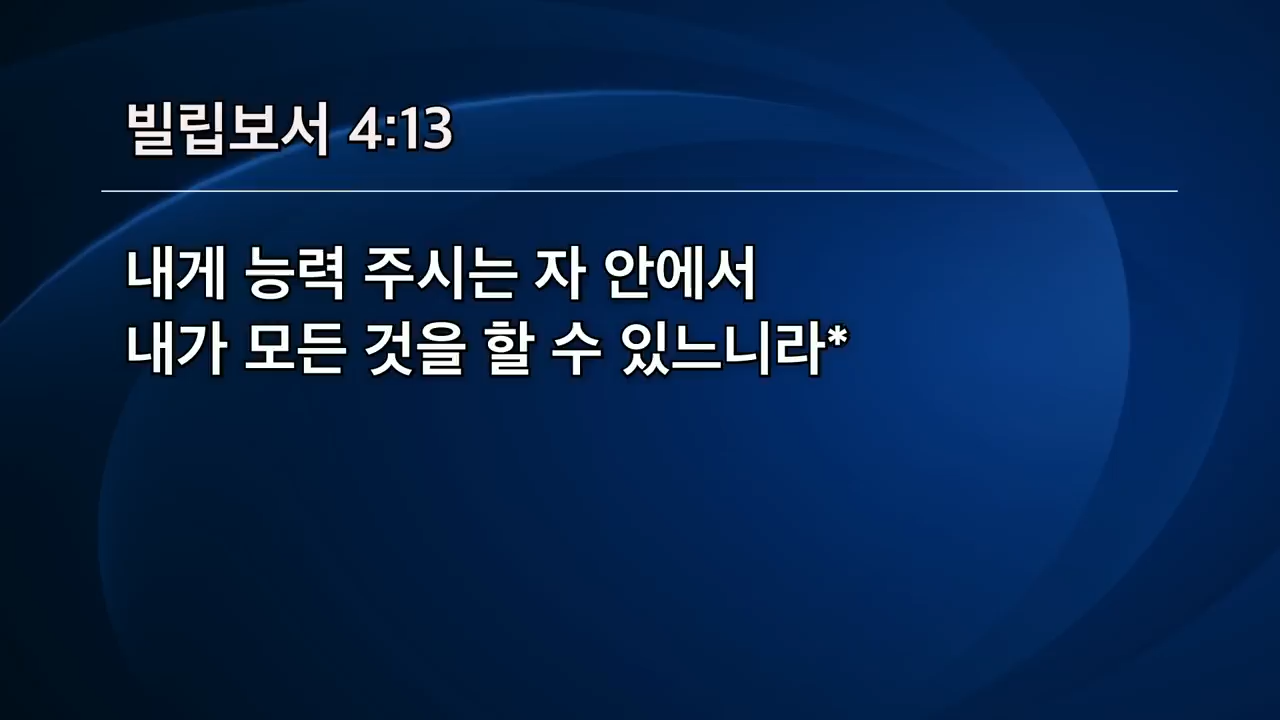 빌립보서 4:13
내게 능력 주시는 자 안에서
내가 모든 것을 할 수 있느니라*